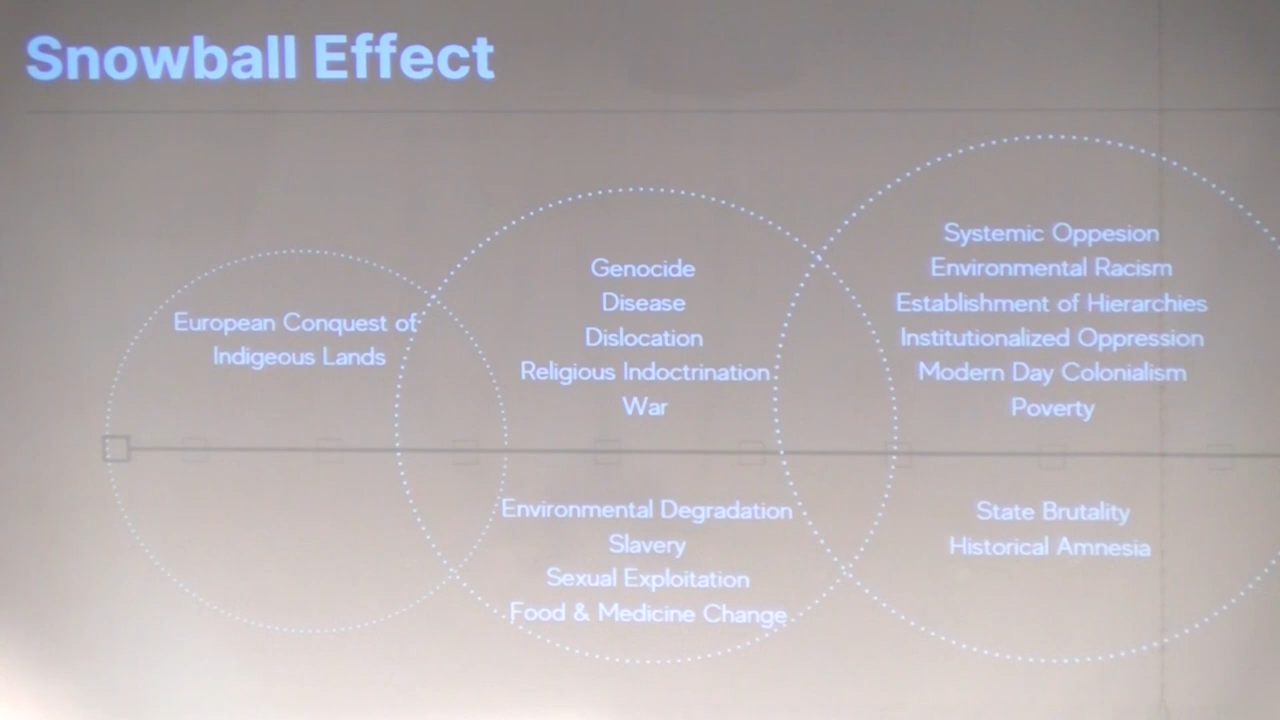 Snowball Effect
European Conquest of
Indigeous Lands
Genocide
Disease
Dislocation
Religious Indoctrination
War
Environmental Degradation
Slavery
Sexual Exploitation
Food & Medicine Change
Systemic Oppesion
Environmental Racism
Establishment of Hierarchies
Institutionalized Oppression
Modern Day Colonialism
Poverty
State Brutality
Historical Amnesia